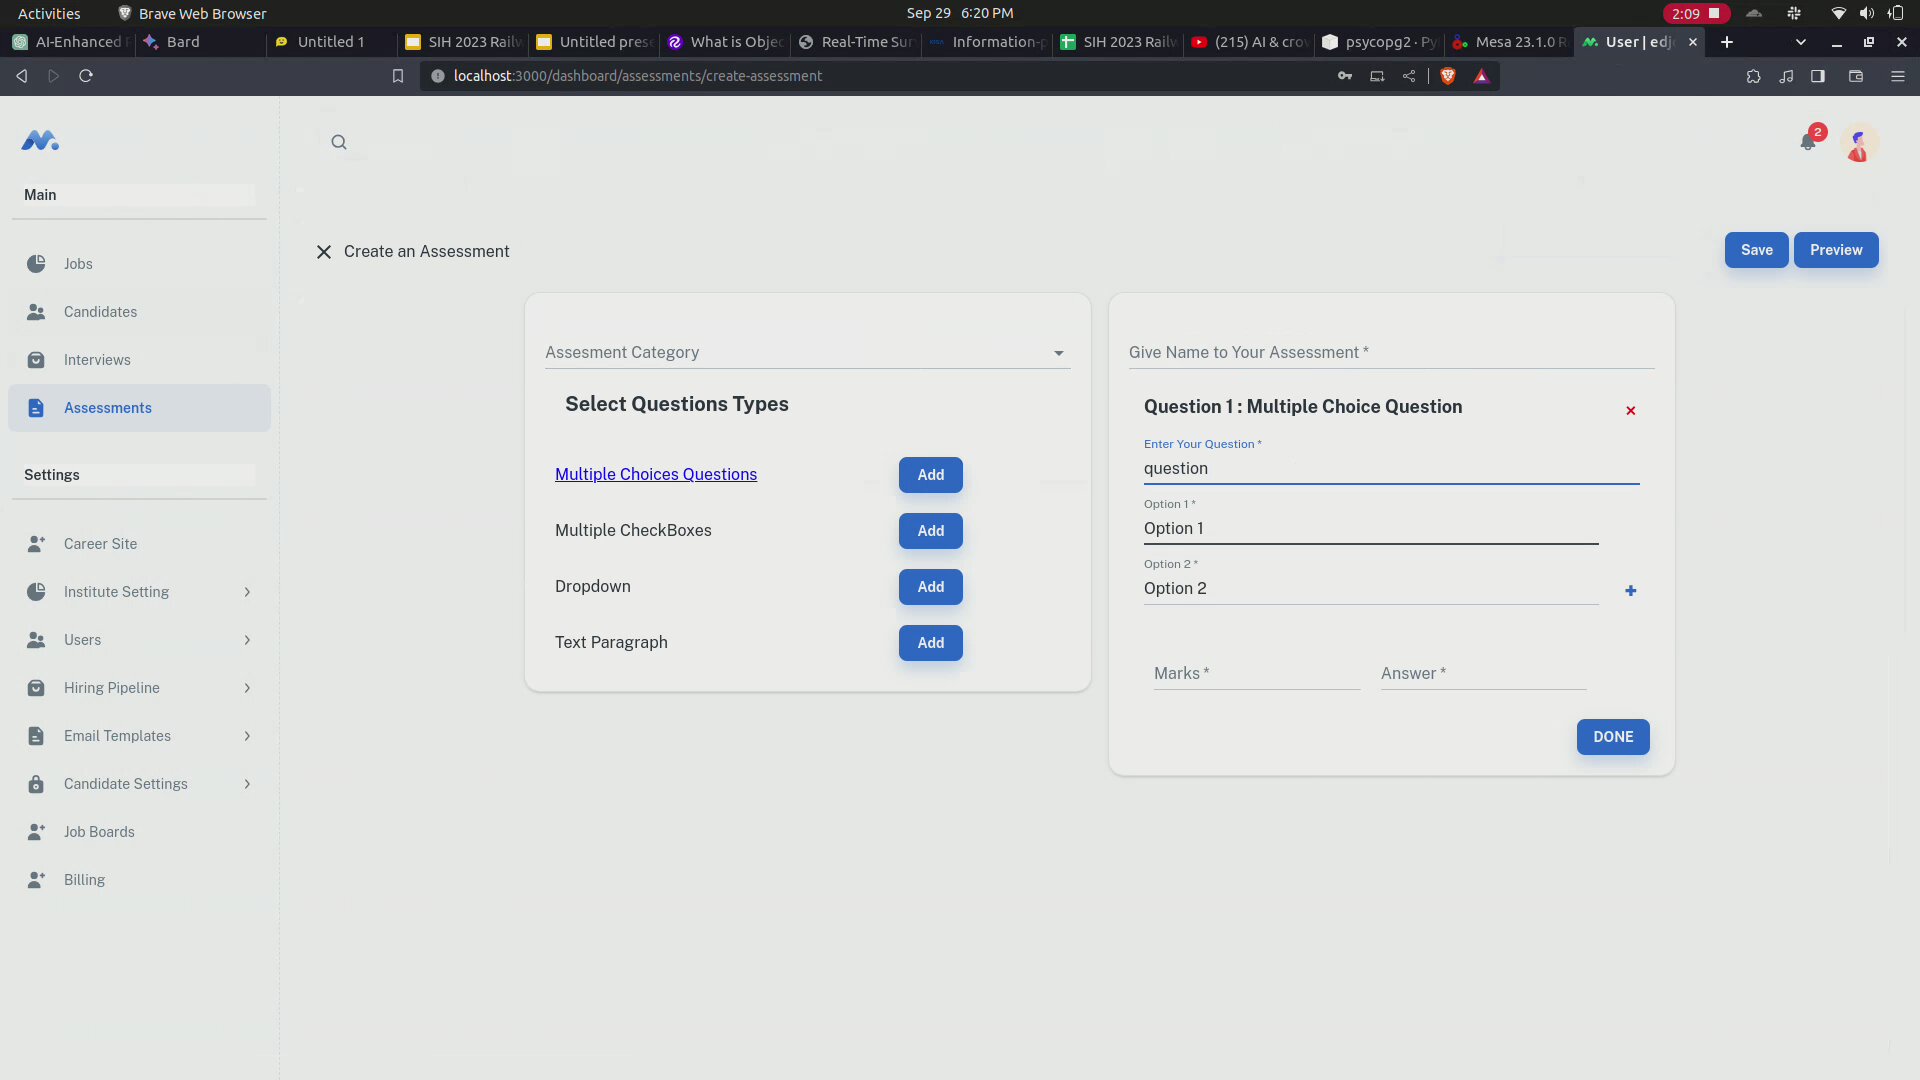 Activities
Brave Web Browser
Sep 29 6:20 PM
2:09
AI-Enhanced
Bard
Untitled 1
SIH 2023 Railw
Untitled prese
What is Objec
Real-Time Sur
Information-p
SIH 2023 Railw
(215) AI & crow
psycopg2 · Py
Mesa 23.1.0 R
User | edjo
localhost:3000/dashboard/assessments/create-assessment
2
Main
Jobs
Candidates
Interviews
Assessments
Settings
Career Site
Institute Setting
Users
Hiring Pipeline
Email Templates
Candidate Settings
Job Boards
Billing
Create an Assessment
Save
Preview
Assesment Category
Select Questions Types
Multiple Choices Questions
Add
Multiple CheckBoxes
Add
Dropdown
Add
Text Paragraph
Add
Give Name to Your Assessment *
Question 1 : Multiple Choice Question
Enter Your Question *
question
Option 1 *
Option 1
Option 2 *
Option 2
Marks *
Answer *
DONE